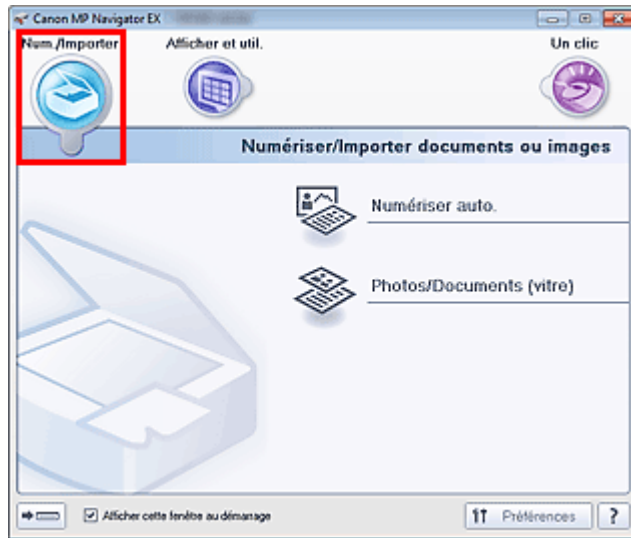 Canon MP Navigator EX
Num./Importer Afficher et util. Un clic
Numériser/Importer documents ou images
Numériser auto.
Photos/Documents (vitre)
Afficher cette fenêtre au démarrage
Préférences ?